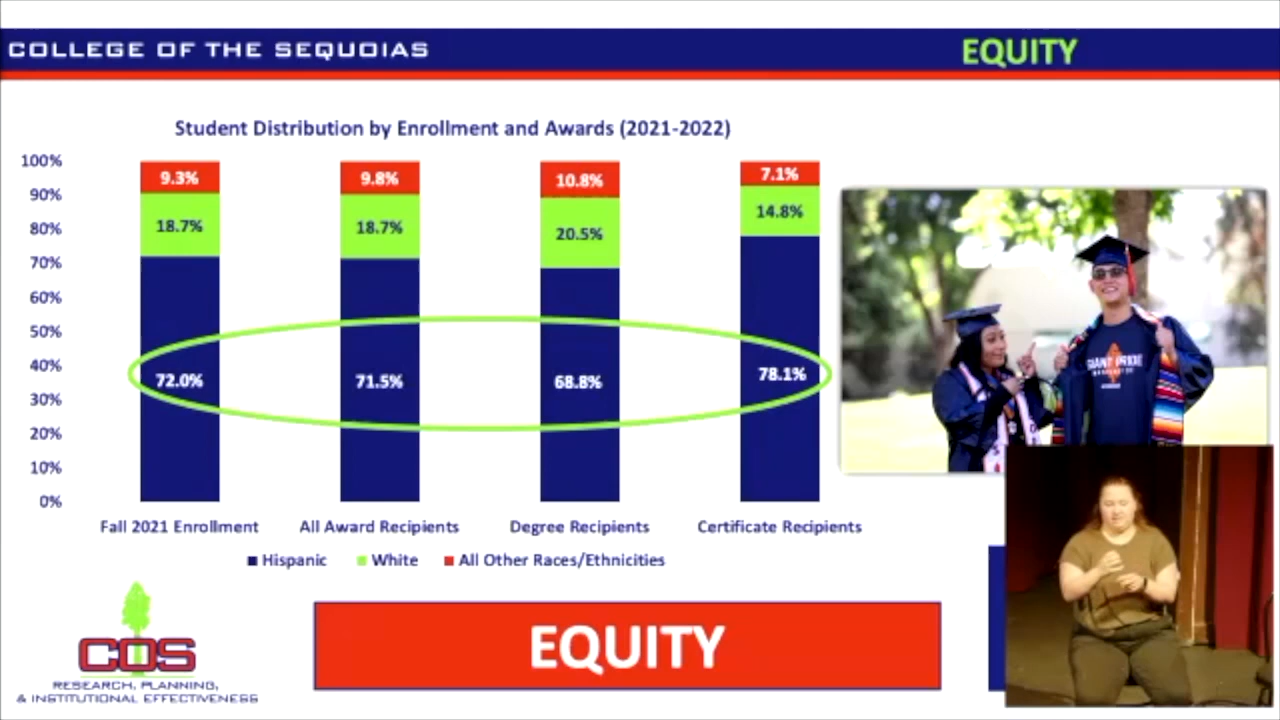 COLLEGE OF THE SEQUOIAS
EQUITY
Student Distribution by Enrollment and Awards (2021-2022)
100%
90%
80%
70%
60%
50%
40%
30%
20%
10%
0%
9.3%
18.7%
72.0%
9.8%
18.7%
71.5%
10.8%
20.5%
68.8%
7.1%
14.8%
78.1%
Fall 2021 Enrollment
All Award Recipients
Degree Recipients
Certificate Recipients
Hispanic
White
All Other Races/Ethnicities
GIANT PRIDE
COS
RESEARCH, PLANNING,
& INSTITUTIONAL EFFECTIVENESS
EQUITY